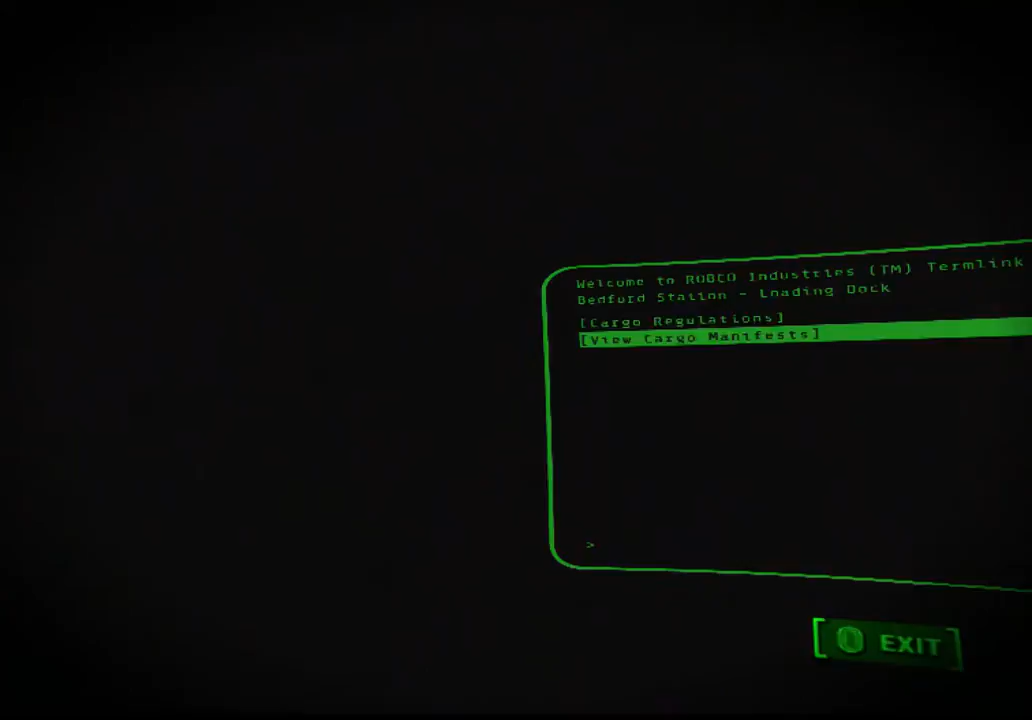 Welcome to ROBCO Industries (TM) Termlink
Bedford Station - Loading Dock
[Cargo Regulations]
[View Cargo Manifests]
>
EXIT